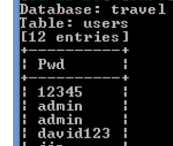 Database: travel
Table: users
[12 entries]
+-----------+
| Pwd       |
+-----------+
| 12345     |
| admin     |
| admin     |
| david123  |